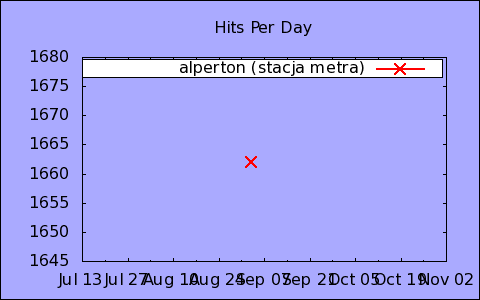 Hits Per Day
1680
alperton (stacja metra)
1675
1670
1665
1660
1655
1650
1645
Jul 13 Jul 27 Aug 10 Aug 24 Sep 07 Sep 21 Oct 05 Oct 19 Nov 02